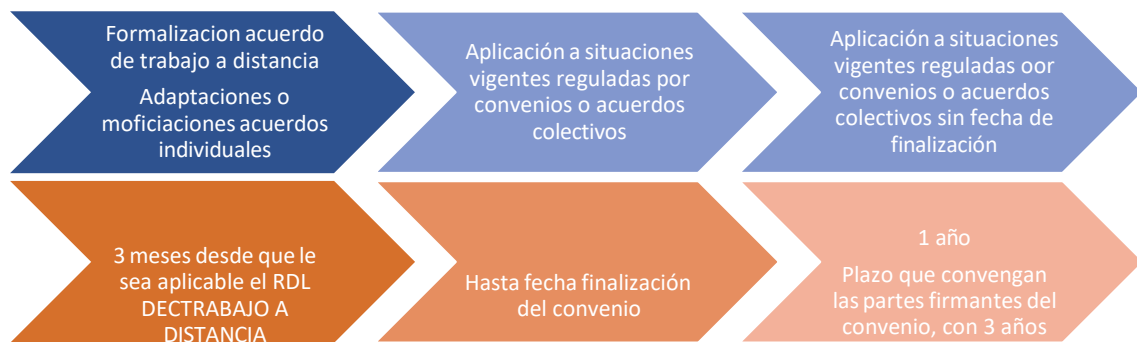 Formalizacion acuerdo
de trabajo a distancia
Adaptaciones o
moficiaciones acuerdos
individuales
Aplicación a situaciones
vigentes reguladas por
convenios o acuerdos
colectivos
Aplicación a situaciones
vigentes reguladas oor
convenios o acuerdos
colectivos sin fecha de
finalización
3 meses desde que le
sea aplicable el RDL
DECTRABAJO A
DISTANCIA
Hasta fecha finalización
del convenio
1 año
Plazo que convengan
las partes firmantes del
convenio, con 3 años